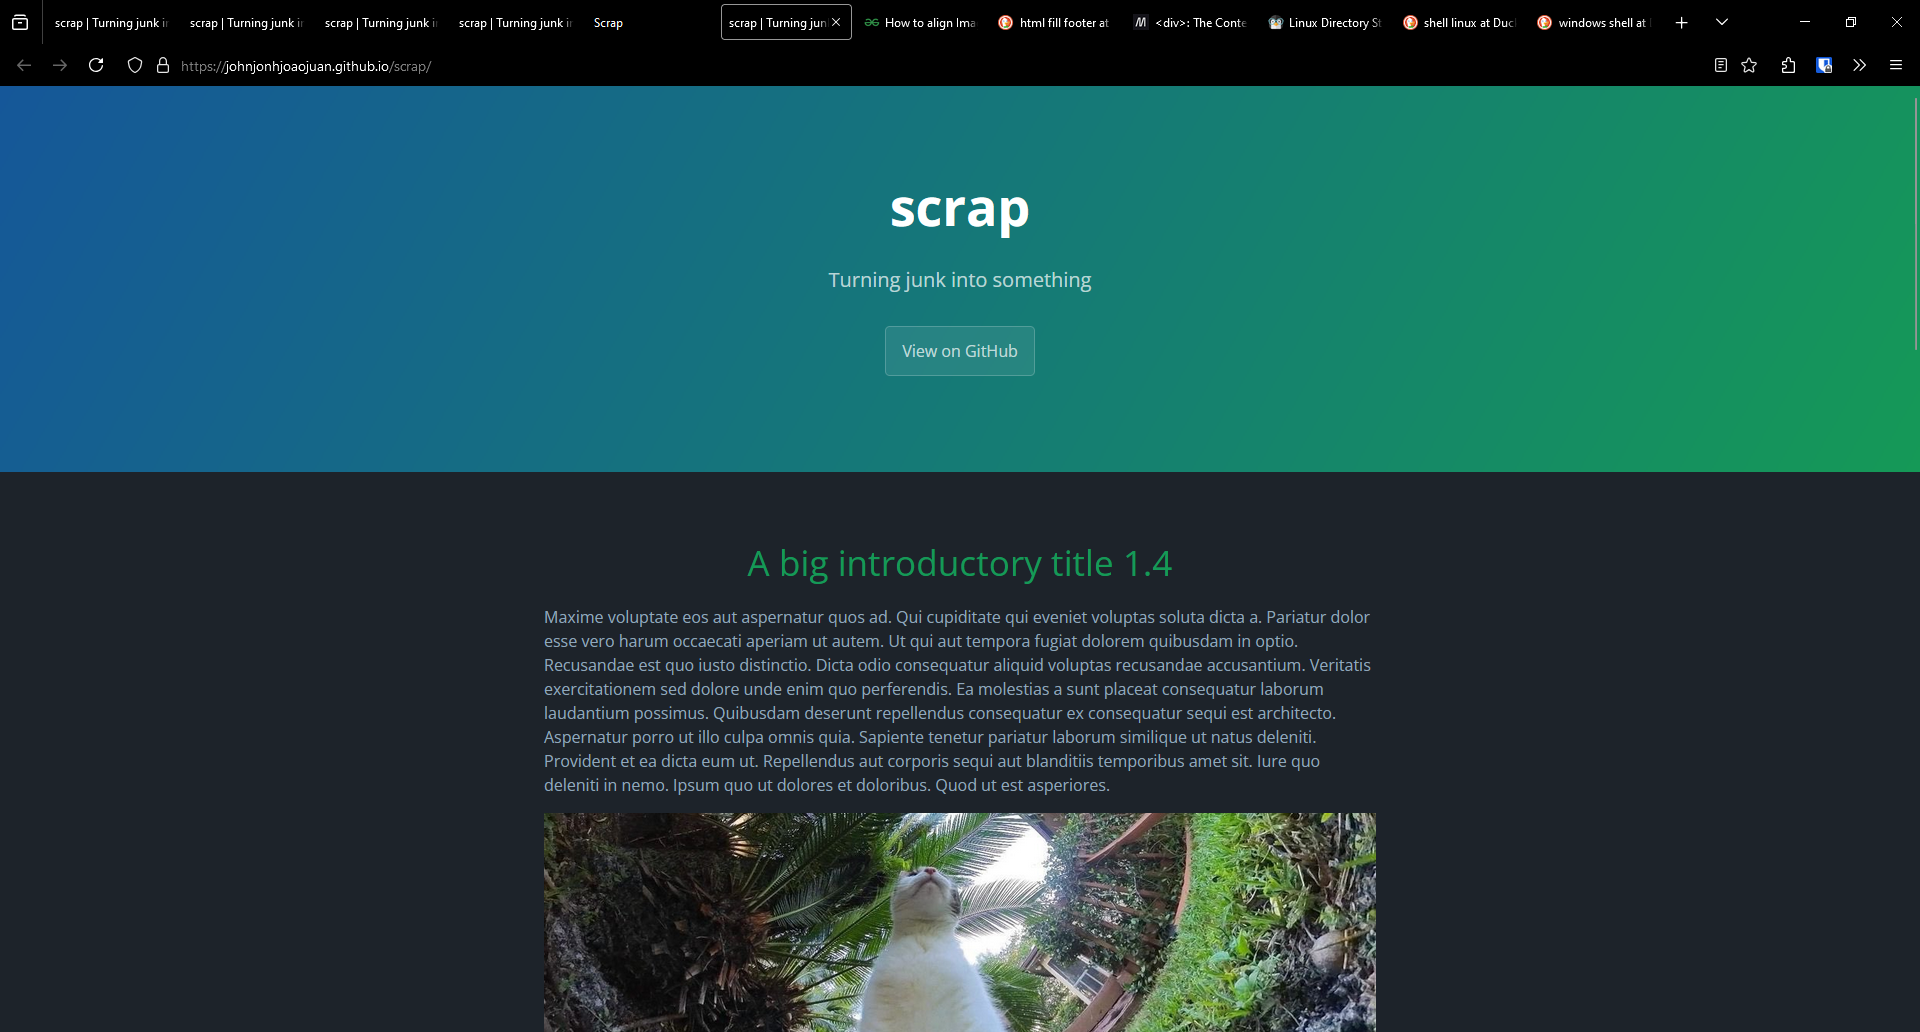 scrap | Turning junk i
scrap | Turning junk i
scrap | Turning junk i
scrap | Turning junk i
Scrap
scrap | Turning jun
How to align Ima
html fill footer at
<div>: The Conte
Linux Directory St
shell linux at Duc
windows shell at
https://johnjonhjoaojuan.github.io/scrap/
scrap
Turning junk into something
View on GitHub
A big introductory title 1.4
Maxime voluptate eos aut aspernatur quos ad. Qui cupiditate qui eveniet voluptas soluta dicta a. Pariatur dolor
esse vero harum occaecati aperiam ut autem. Ut qui aut tempora fugiat dolorem quibusdam in optio.
Recusandae est quo iusto distinctio. Dicta odio consequatur aliquid voluptas recusandae accusantium. Veritatis
exercitationem sed dolore unde enim quo perferendis. Ea molestias a sunt placeat consequatur laborum
laudantium possimus. Quibusdam deserunt repellendus consequatur ex consequatur sequi est architecto.
Aspernatur porro ut illo culpa omnis quia. Sapiente tenetur pariatur laborum similique ut natus deleniti.
Provident et ea dicta eum ut. Repellendus aut corporis sequi aut blanditiis temporibus amet sit. Iure quo
deleniti in nemo. Ipsum quo ut dolores et doloribus. Quod ut est asperiores.